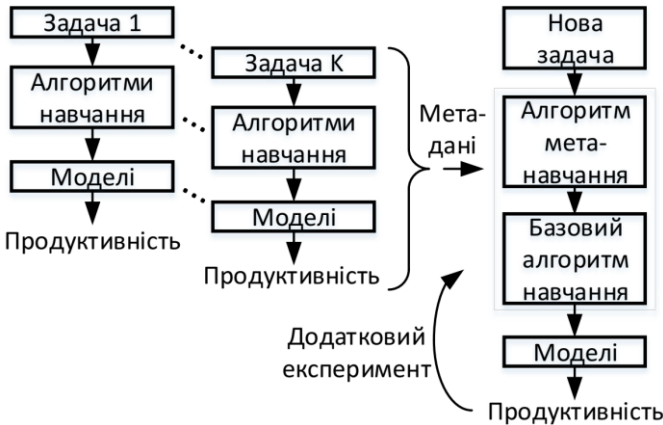 Задача 1
Алгоритми
навчання
Моделі
Продуктивність
Задача K
Алгоритми
навчання
Моделі
Продуктивність
Мета-
дані
Нова
задача
Алгоритм
мета-
навчання
Базовий
алгоритм
навчання
Моделі
Продуктивність
Додатковий
експеримент